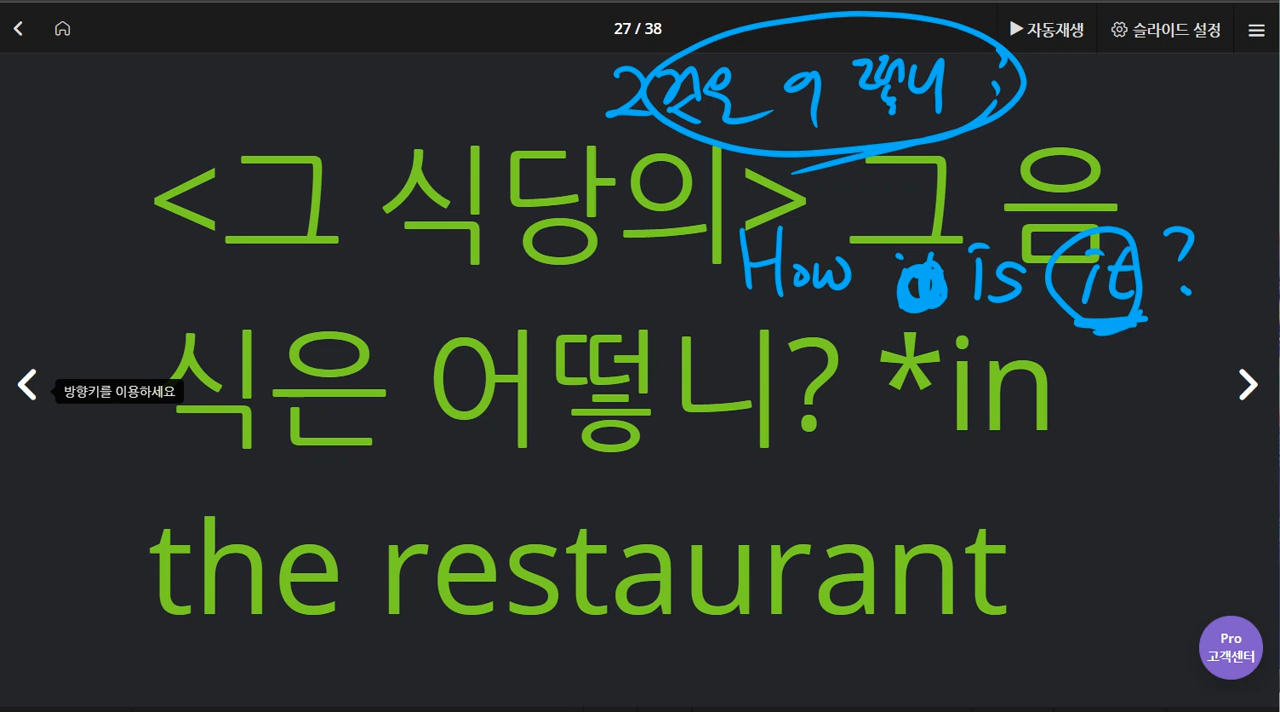 27 / 38
▶ 자동재생
슬라이드 설정
<그 식당의> 그 음
How is it ?
식은 어떻니? *in
방향키를 이용하세요
the restaurant
Pro
고객센터